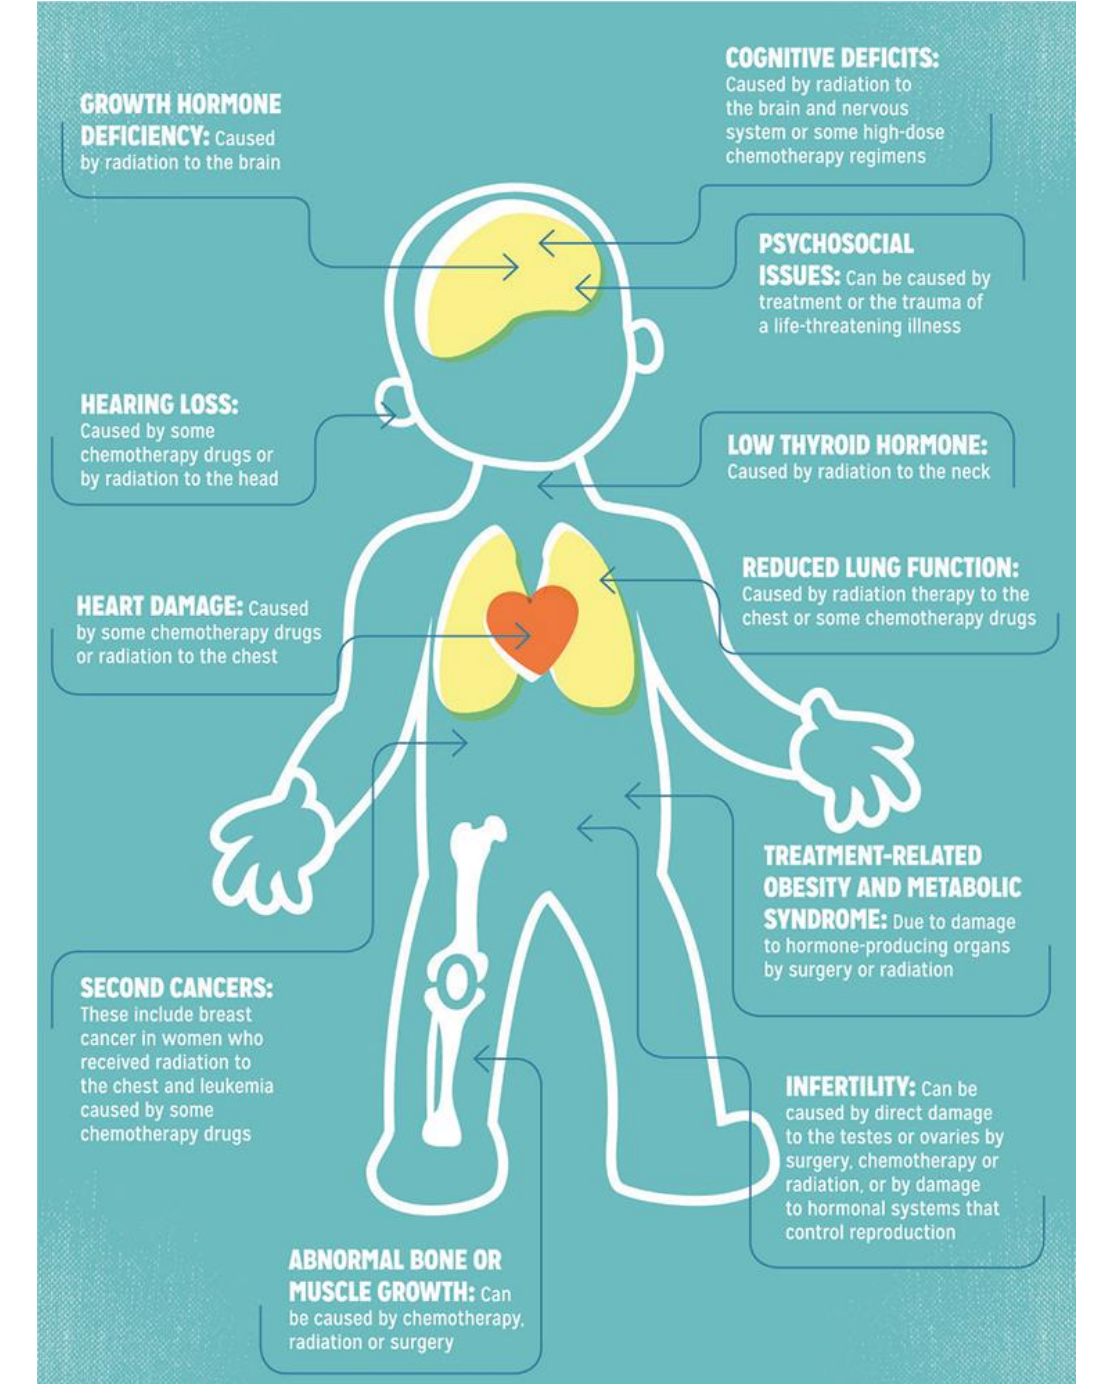 GROWTH HORMONE
DEFICIENCY: Caused
by radiation to the brain
COGNITIVE DEFICITS:
Caused by radiation to
the brain and nervous
system or some high-dose
chemotherapy regimens
PSYCHOSOCIAL
ISSUES: Can be caused by
treatment or the trauma of
a life-threatening illness
HEARING LOSS:
Caused by some
chemotherapy drugs or
by radiation to the head
LOW THYROID HORMONE:
Caused by radiation to the neck
REDUCED LUNG FUNCTION:
Caused by radiation therapy to the
chest or some chemotherapy drugs
HEART DAMAGE: Caused
by some chemotherapy drugs
or radiation to the chest
TREATMENT-RELATED
OBESITY AND METABOLIC
SYNDROME: Due to damage
to hormone-producing organs
by surgery or radiation
SECOND CANCERS:
These include breast
cancer in women who
received radiation to
the chest and leukemia
caused by some
chemotherapy drugs
INFERTILITY: Can be
caused by direct damage
to the testes or ovaries by
surgery, chemotherapy or
radiation, or by damage
to hormonal systems that
control reproduction
ABNORMAL BONE OR
MUSCLE GROWTH: Can
be caused by chemotherapy,
radiation or surgery